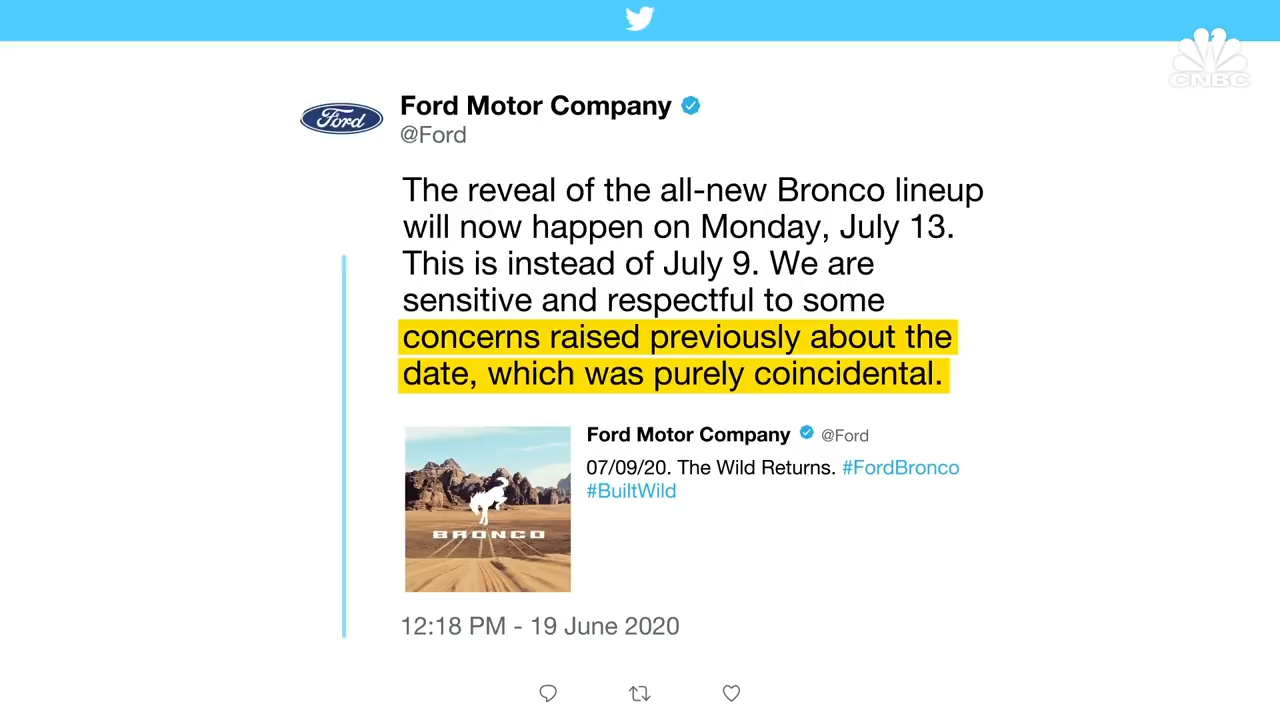 CNBC
Ford
Ford Motor Company
@Ford
The reveal of the all-new Bronco lineup
will now happen on Monday, July 13.
This is instead of July 9. We are
sensitive and respectful to some
concerns raised previously about the
date, which was purely coincidental.
Ford Motor Company @Ford
07/09/20. The Wild Returns. #FordBronco
#BuiltWild
BRONCO
12:18 PM - 19 June 2020